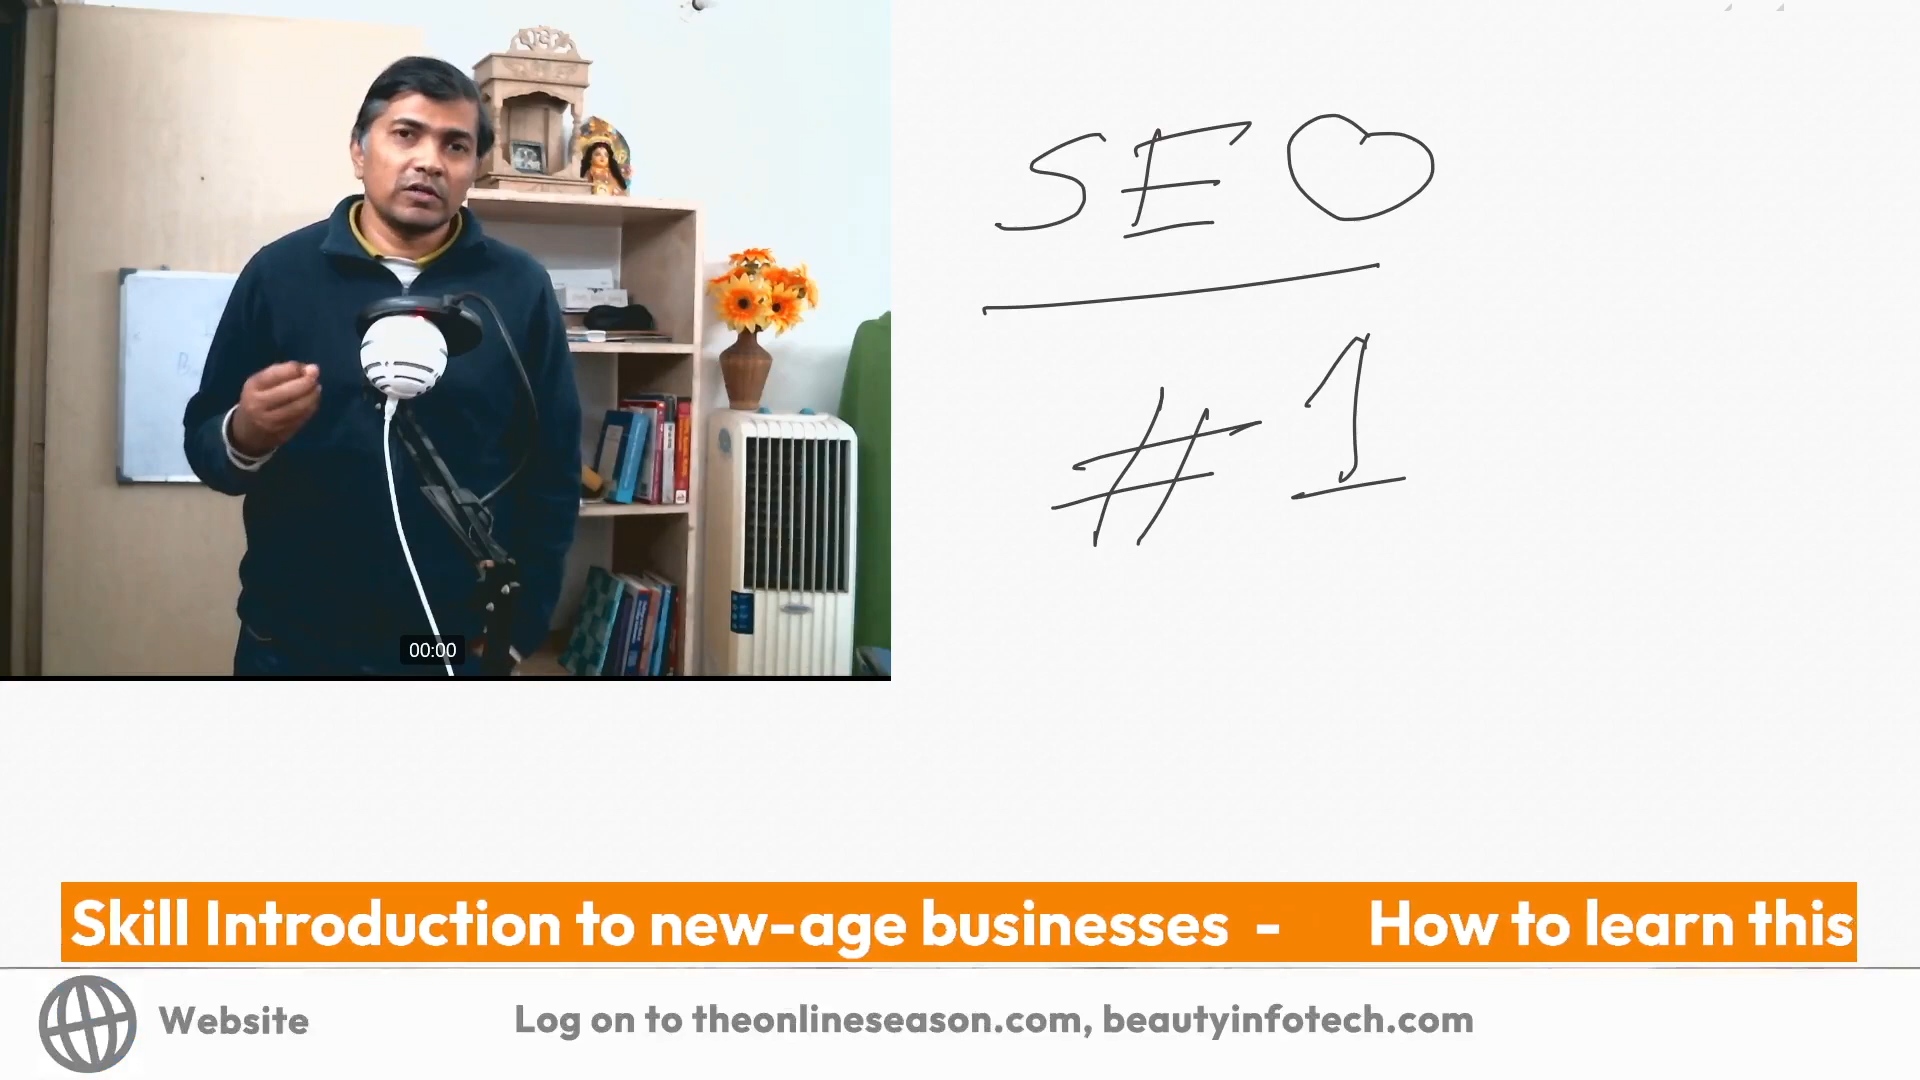 SEO
#1
00:00
Skill Introduction to new-age businesses - How to learn this
Website
Log on to theonlineseason.com, beautyinfotech.com